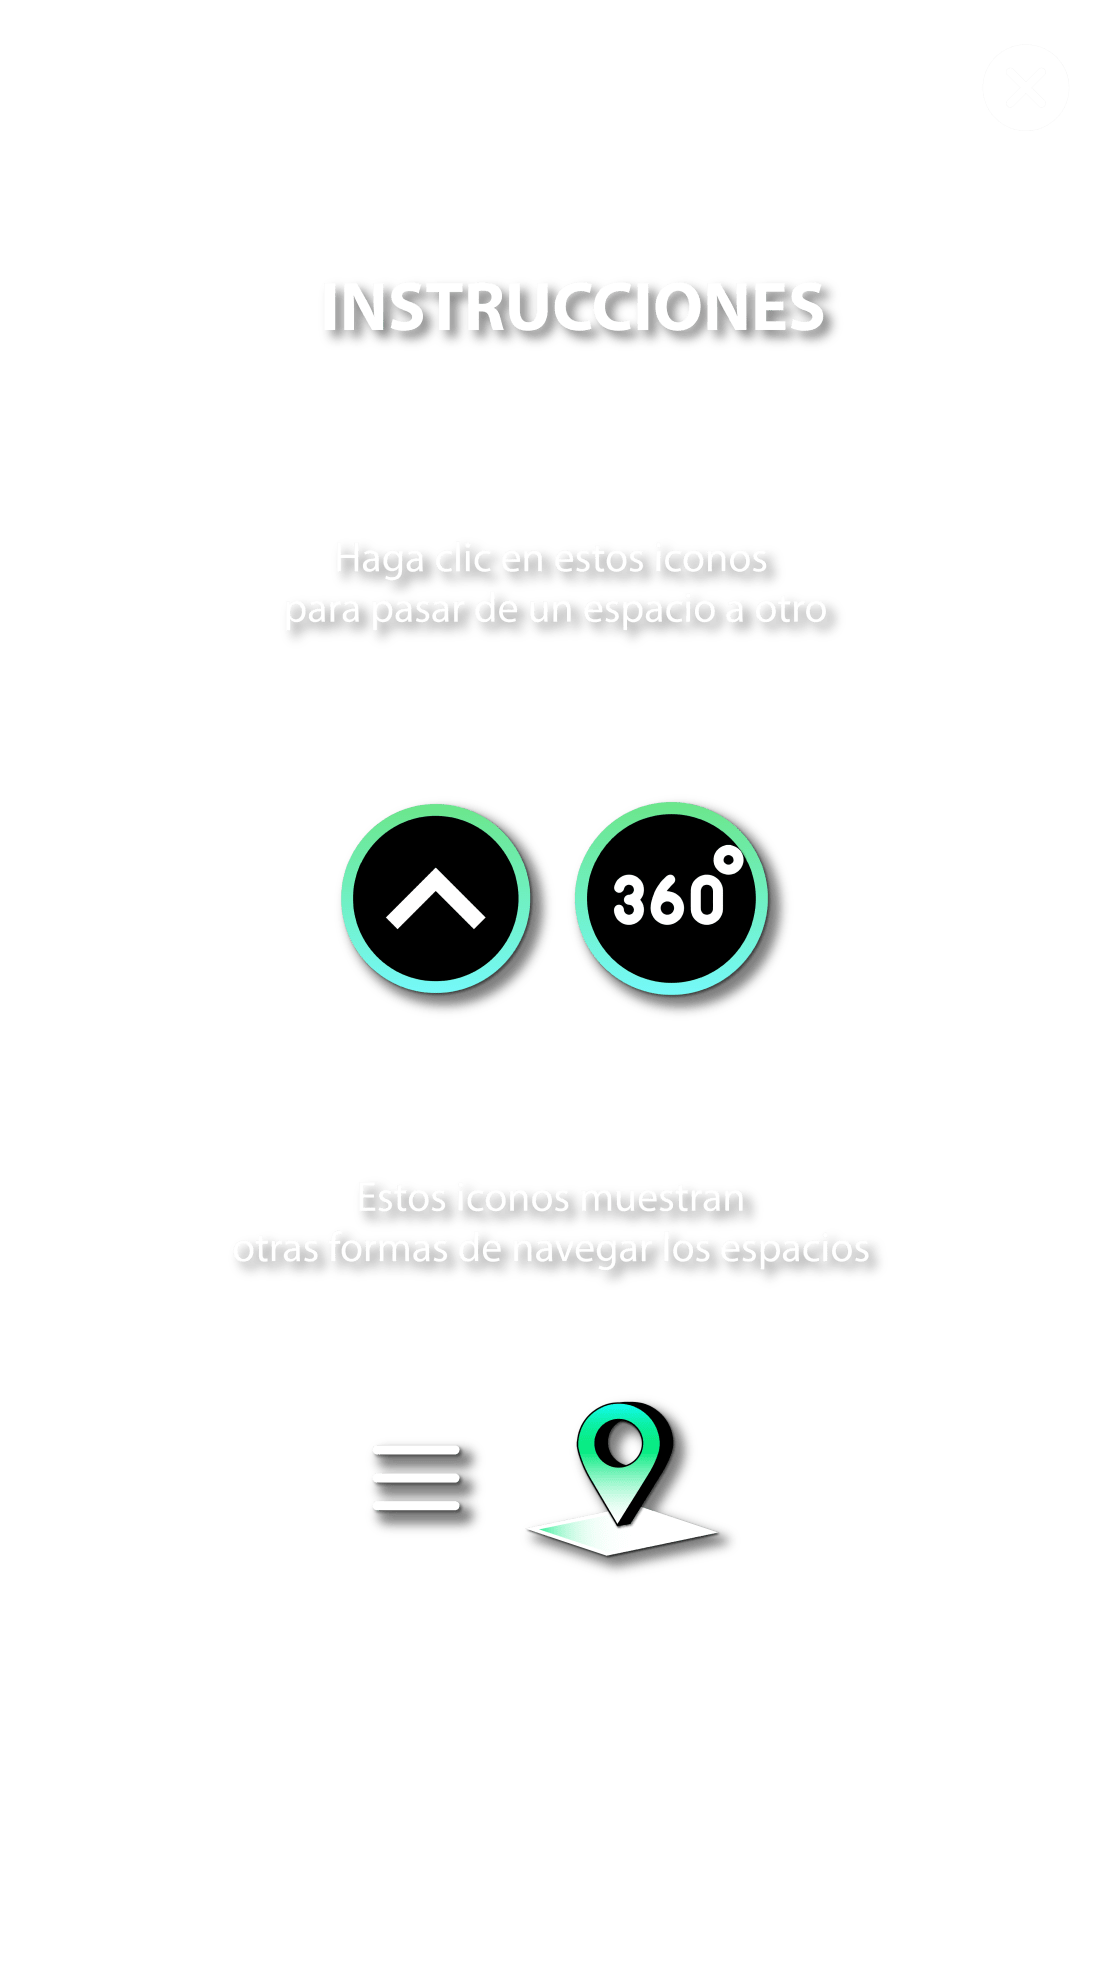 INSTRUCCIONES
Haga clic en estos iconos
para pasar de un espacio a otro
360°
Estos iconos muestran
otras formas de navegar los espacios